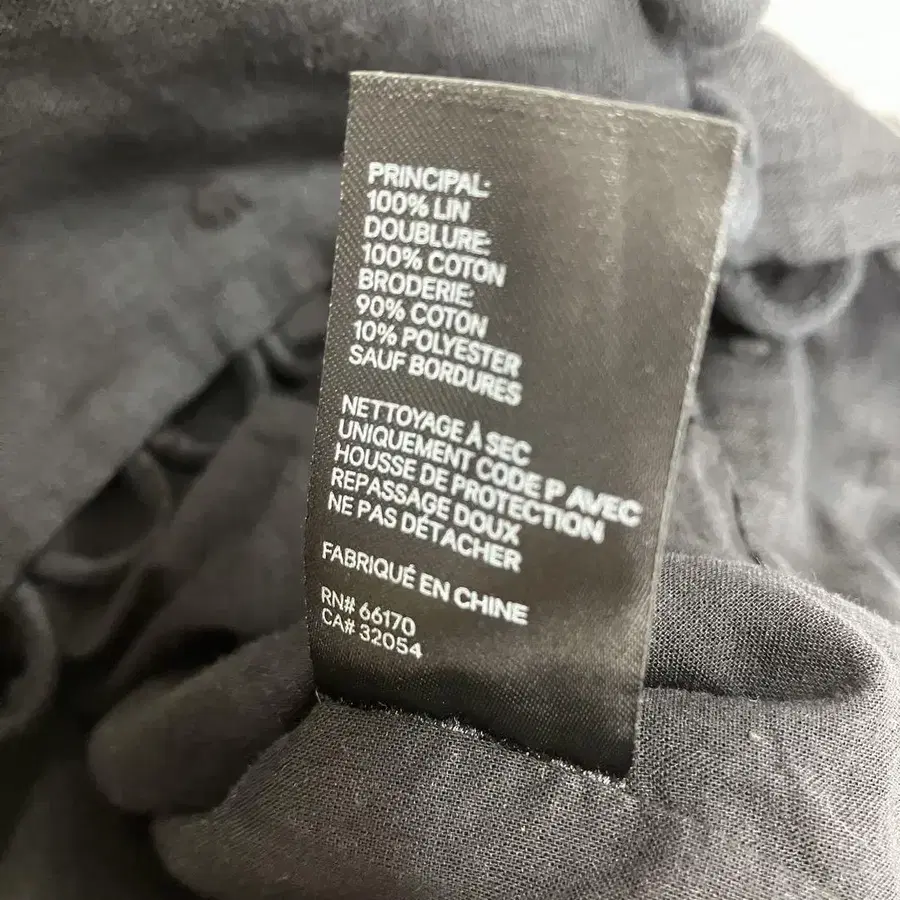 PRINCIPAL:
100% LIN
DOUBLURE:
100% COTON
BRODERIE:
90% COTON
10% POLYESTER
SAUF BORDURES
NETTOYAGE À SEC
UNIQUEMENT CODE P AVEC
HOUSSE DE PROTECTION
REPASSAGE DOUX
NE PAS DÉTACHER
FABRIQUÉ EN CHINE
RN# 66170
CA# 32054